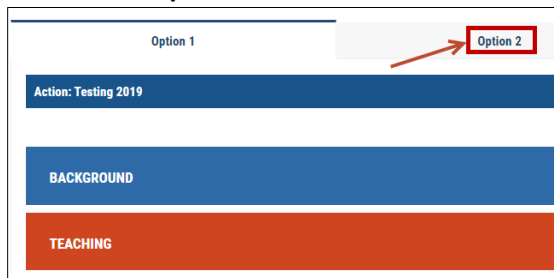 Option 1
Option 2
Action: Testing 2019
BACKGROUND
TEACHING